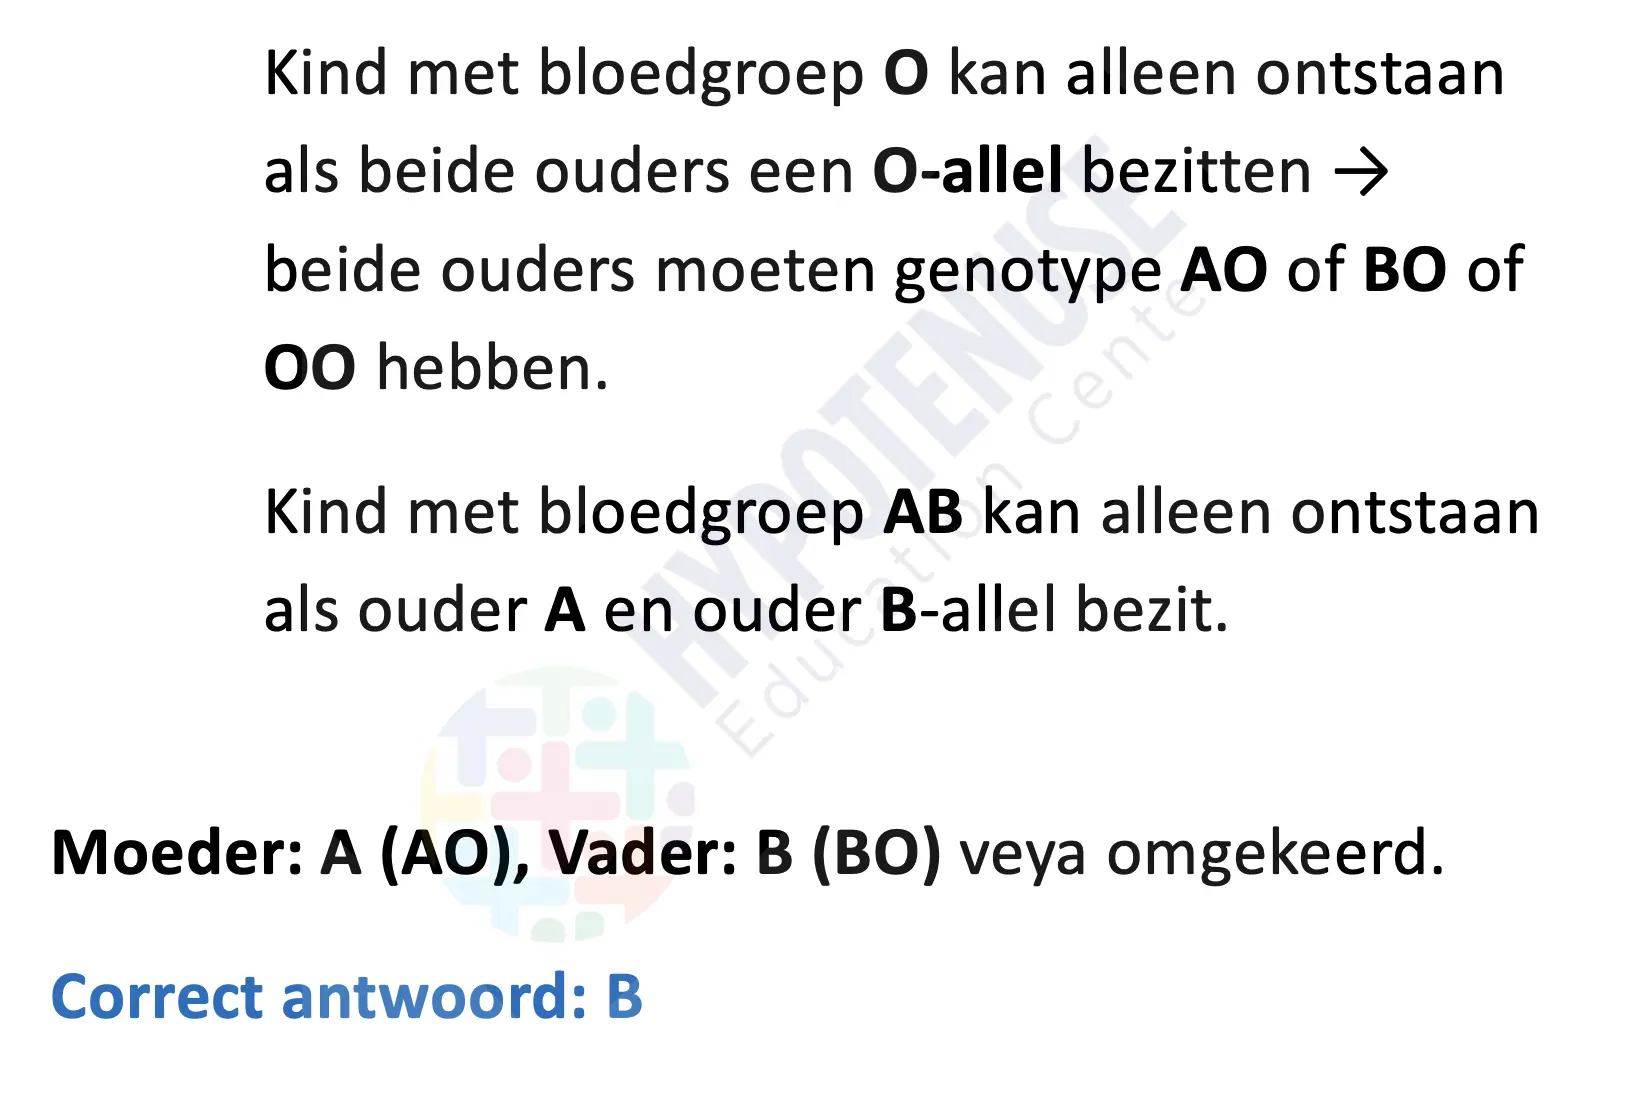 Kind met bloedgroep O kan alleen ontstaan
als beide ouders een O-allel bezitten →
beide ouders moeten genotype AO of BO of
OO hebben.
Kind met bloedgroep AB kan alleen ontstaan
als ouder A en ouder B-allel bezit.
Moeder: A (AO), Vader: B (BO) veya omgekeerd.
Correct antwoord: B
HYPOTENUSE
Education Center